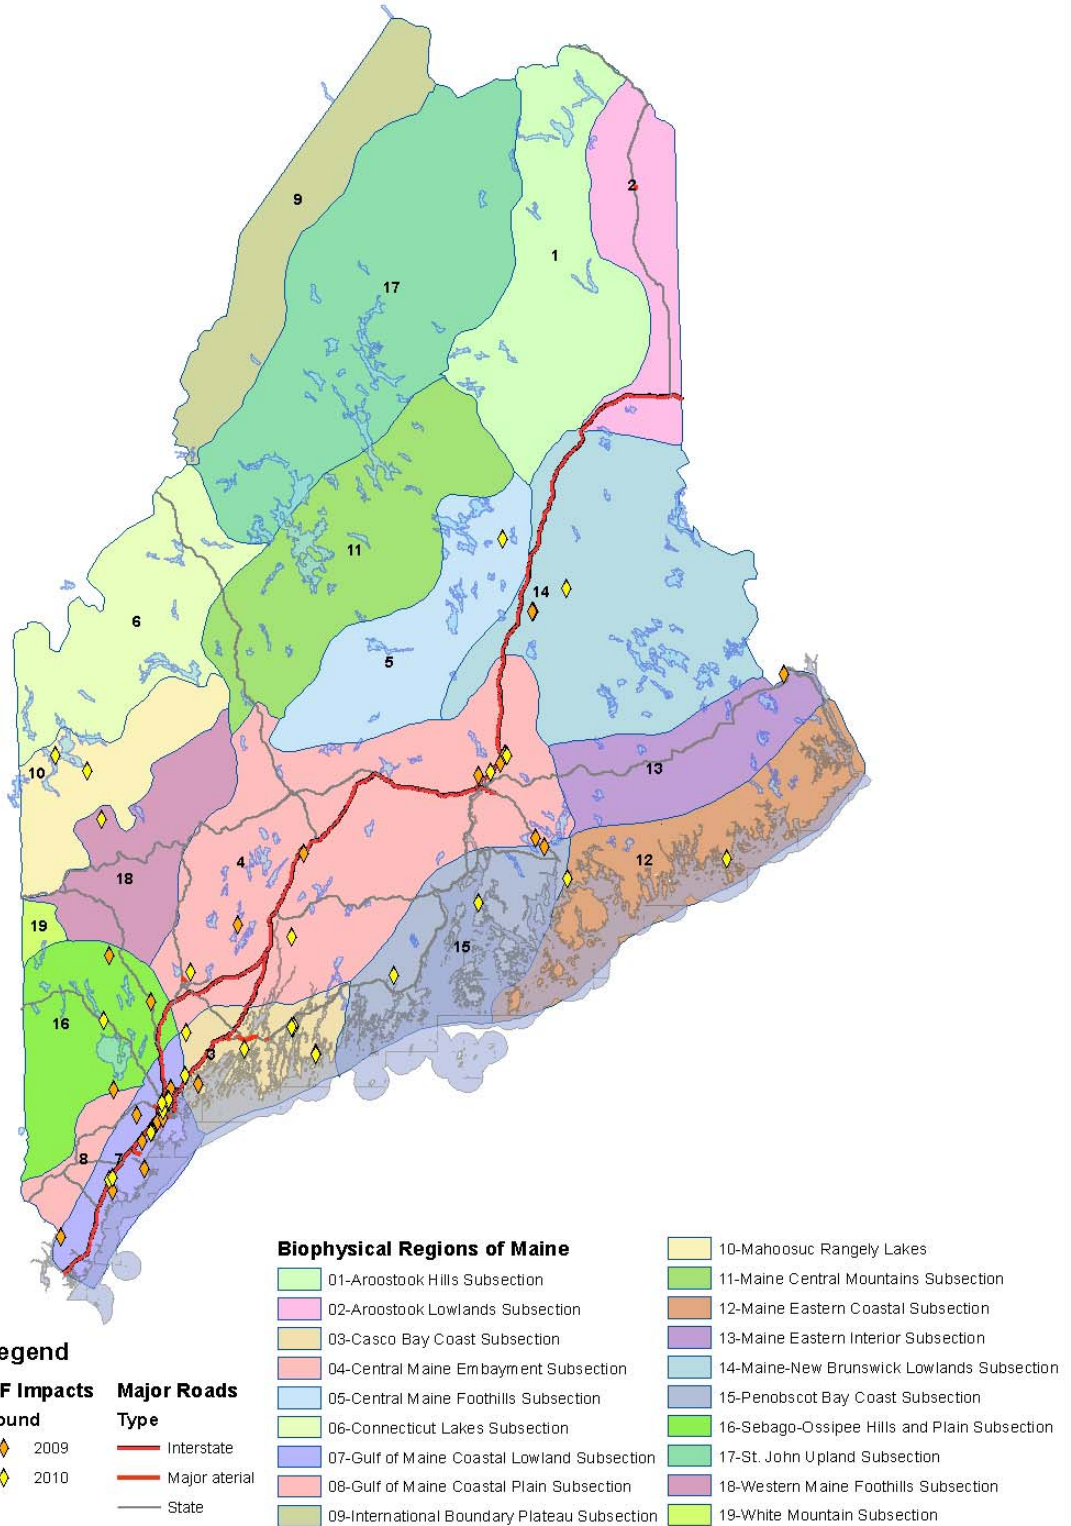 9
2
1
17
11
6
14
5
10
13
4
12
18
19
15
16
3
8
7
Biophysical Regions of Maine
01-Aroostook Hills Subsection
02-Aroostook Lowlands Subsection
03-Casco Bay Coast Subsection
04-Central Maine Embayment Subsection
05-Central Maine Foothills Subsection
06-Connecticut Lakes Subsection
07-Gulf of Maine Coastal Lowland Subsection
08-Gulf of Maine Coastal Plain Subsection
09-International Boundary Plateau Subsection
10-Mahoosuc Rangely Lakes
11-Maine Central Mountains Subsection
12-Maine Eastern Coastal Subsection
13-Maine Eastern Interior Subsection
14-Maine-New Brunswick Lowlands Subsection
15-Penobscot Bay Coast Subsection
16-Sebago-Ossipee Hills and Plain Subsection
17-St. John Upland Subsection
18-Western Maine Foothills Subsection
19-White Mountain Subsection
egend
F Impacts
ound
2009
2010
Major Roads
Type
Interstate
Major aterial
State